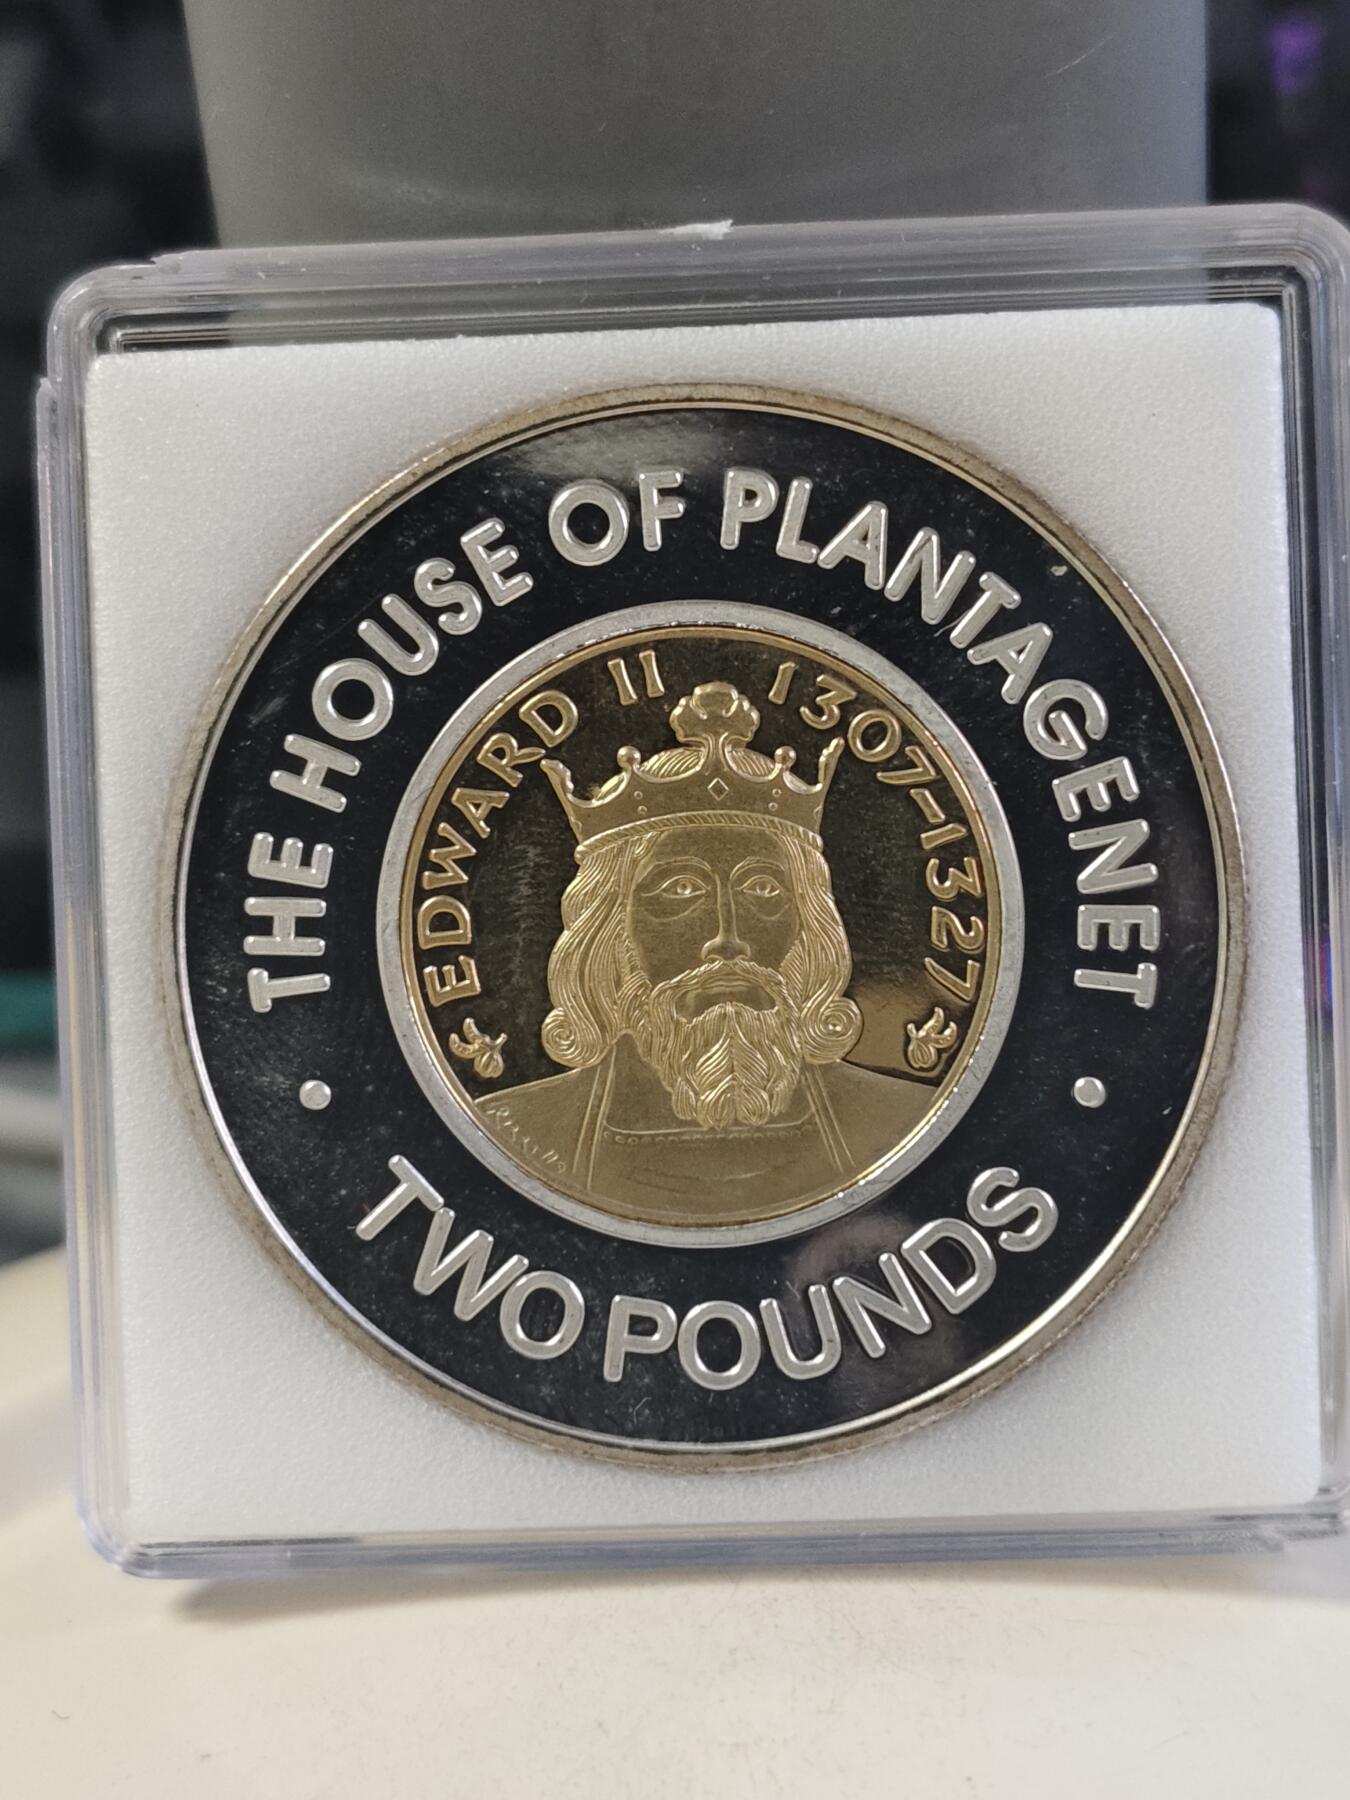 THE HOUSE OF PLANTAGENET
EDWARD II 1307-1327
TWO POUNDS